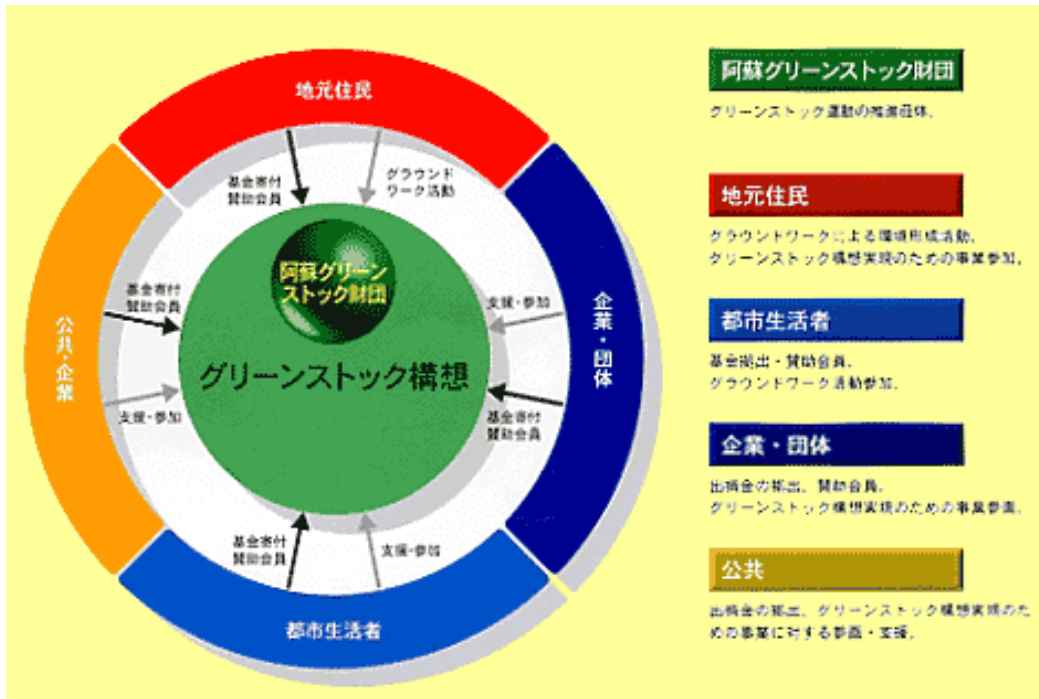 地元住民
基金寄付
賛助会員
グラウンド
ワーク活動
阿蘇グリーン
ストック財団
グリーンストック構想
基金寄付
賛助会員
公共・企業
支援・参加
支援・参加
企業・団体
基金寄付
賛助会員
基金寄付
賛助会員
支援・参加
都市生活者
阿蘇グリーンストック財団
グリーンストック運動の推進母体。
地元住民
グラウンドワークによる環境形成活動。
グリーンストック構想実現のための事業参加。
都市生活者
基金拠出・賛助会員。
グラウンドワーク活動参加。
企業・団体
出捐金の拠出、賛助会員。
グリーンストック構想実現のための事業参画。
公共
出捐金の拠出、グリーンストック構想実現のた
めの事業に対する参画・支援。